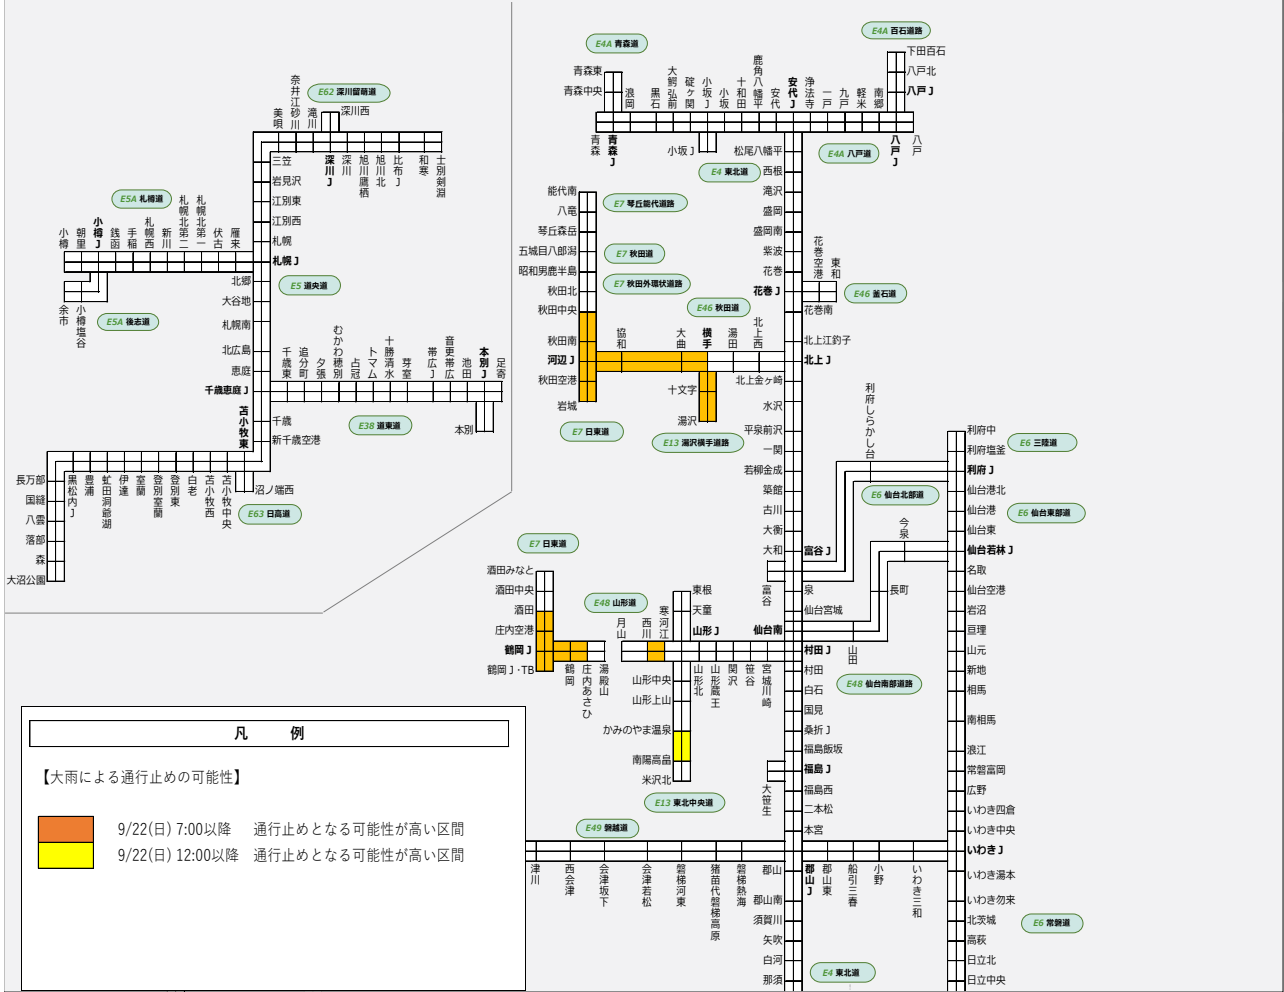 E4A 青森道
E4A 百石道路
下田百石
八戸北
八戸J
青森東
青森中央
浪岡
黒石
大鰐弘前
碇ヶ関
小坂J
小坂
十和田
鹿角八幡平
安代
安代J
浄法寺
一戸
九戸
軽米
南郷
青森
青森J
小坂J
松尾八幡平
E4A 八戸道
八戸J
八戸
E4 東北道
西根
滝沢
盛岡
盛岡南
紫波
花巻
花巻J
花巻空港
東和
E46 釜石道
花巻南
北上江釣子
北上J
北上金ヶ崎
水沢
平泉前沢
一関
若柳金成
築館
古川
大衡
大和
富谷J
富谷
泉
仙台宮城
仙台南
村田J
村田
白石
国見
桑折J
福島飯坂
福島J
大笹生
福島西
二本松
本宮
郡山
郡山J
郡山南
須賀川
矢吹
白河
那須
E4 東北道
能代南
八竜
琴丘森岳
五城目八郎潟
昭和男鹿半島
秋田北
秋田中央
秋田南
河辺J
秋田空港
岩城
E7 琴丘能代道路
E7 秋田道
E7 秋田外環状道路
E46 秋田道
協和
大曲
横手
湯田
北上西
十文字
湯沢
E7 日東道
E13 湯沢横手道路
奈井江砂川
美唄
滝川
E62 深川留萌道
深川西
深川J
深川
旭川鷹栖
旭川北
比布J
和寒
士別剣淵
三笠
岩見沢
江別東
江別西
札幌
札幌J
E5A 札樽道
小樽
朝里
小樽J
銭函
手稲
札幌西
新川
札幌北第二
札幌北第一
伏古
雁来
余市
小樽塩谷
E5A 後志道
E5 道央道
北郷
大谷地
札幌南
北広島
恵庭
千歳恵庭J
千歳東
追分町
夕張
むかわ穂別
占冠
トマム
十勝清水
芽室
帯広J
音更帯広
池田
本別J
足寄
E38 道東道
本別
苫小牧東
千歳
新千歳空港
沼ノ端西
E63 日高道
長万部
国縫
八雲
落部
森
大沼公園
黒松内J
豊浦
虻田洞爺湖
伊達
室蘭
登別室蘭
登別東
白老
苫小牧西
苫小牧中央
利府しらかし台
利府中
利府塩釜
利府J
仙台港北
仙台港
仙台東
仙台若林J
名取
仙台空港
岩沼
亘理
山元
新地
相馬
南相馬
浪江
常磐富岡
広野
いわき四倉
いわき中央
いわきJ
いわき湯本
いわき勿来
北茨城
高萩
日立北
日立中央
E6 三陸道
E6 仙台北部道
E6 仙台東部道
今泉
長町
山田
E48 仙台南部道路
E6 常磐道
E7 日東道
酒田みなと
酒田中央
酒田
庄内空港
鶴岡J
鶴岡J･TB
鶴岡
庄内あさひ
湯殿山
E48 山形道
月山
西川
寒河江
東根
天童
山形J
山形北
山形蔵王
関沢
笹谷
宮城川崎
山形中央
山形上山
かみのやま温泉
南陽高畠
米沢北
E13 東北中央道
E49 磐越道
津川
西会津
会津坂下
会津若松
磐梯河東
猪苗代磐梯高原
磐梯熱海
郡山東
船引三春
小野
いわき三和
凡　例
【大雨による通行止めの可能性】
9/22(日) 7:00以降　通行止めとなる可能性が高い区間
9/22(日) 12:00以降　通行止めとなる可能性が高い区間